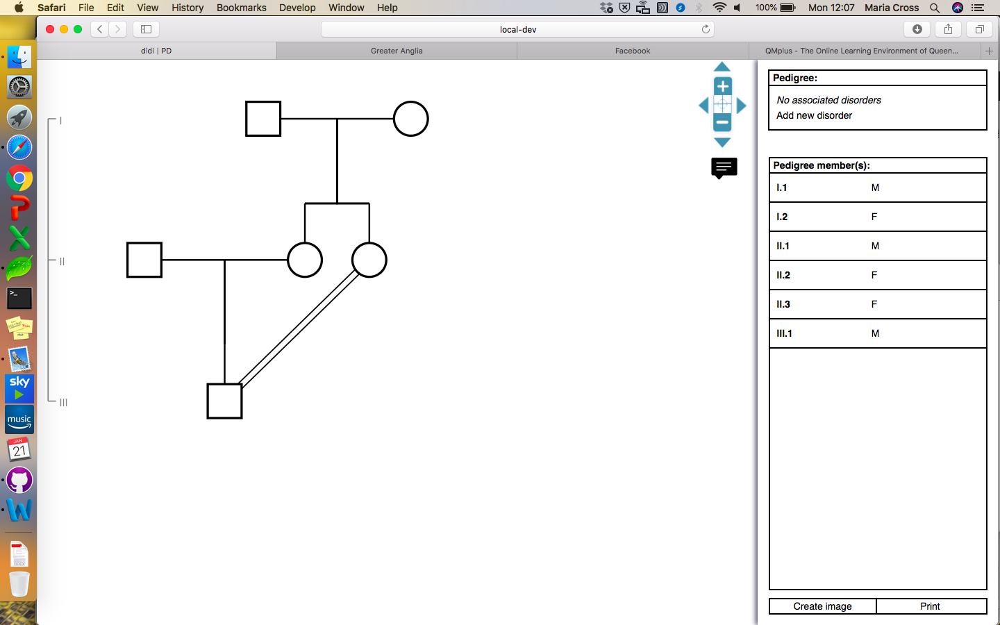 Safari File Edit View History Bookmarks Develop Window Help 100% Mon 12:07 Maria Cross
local-dev
didi | PD Greater Anglia Facebook QMplus - The Online Learning Environment of Queen...
I
II
III
Pedigree:
No associated disorders
Add new disorder
Pedigree member(s):
I.1 M
I.2 F
II.1 M
II.2 F
II.3 F
III.1 M
Create image Print
sky
music
JAN
21
DOCX